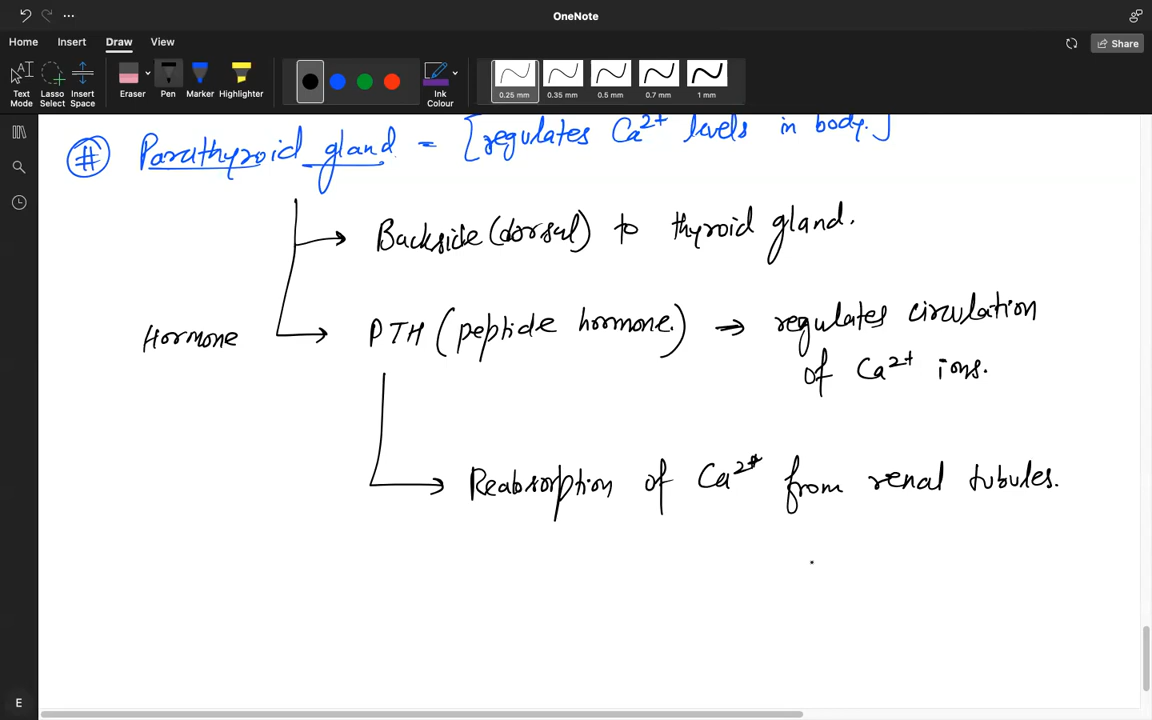 OneNote
Home Insert Draw View
Share
Text Mode
Lasso Select
Insert Space
Eraser
Pen
Marker
Highlighter
Ink Colour
0.25 mm
0.35 mm
0.5 mm
0.7 mm
1 mm
# Parathyroid gland = [regulates Ca2+ levels in body.]
Backside (dorsal) to thyroid gland.
Hormone → PTH (peptide hormone.) → regulates circulation
of Ca2+ ions.
→ Reabsorption of Ca2+ from renal tubules.
E